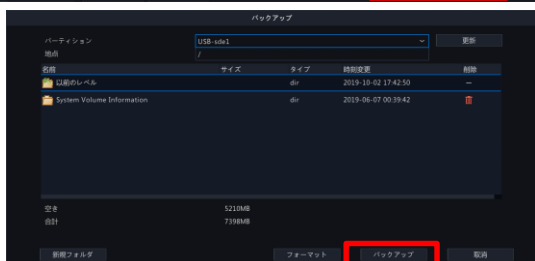 バックアップ
パーティション USB-sde1 更新
地点 /
名前 サイズ タイプ 時刻変更 削除
以前のレベル dir 2019-10-02 17:42:50 −
System Volume Information dir 2019-06-07 00:39:42
空き 5210MB
合計 7398MB
新規フォルダ フォーマット バックアップ 取消